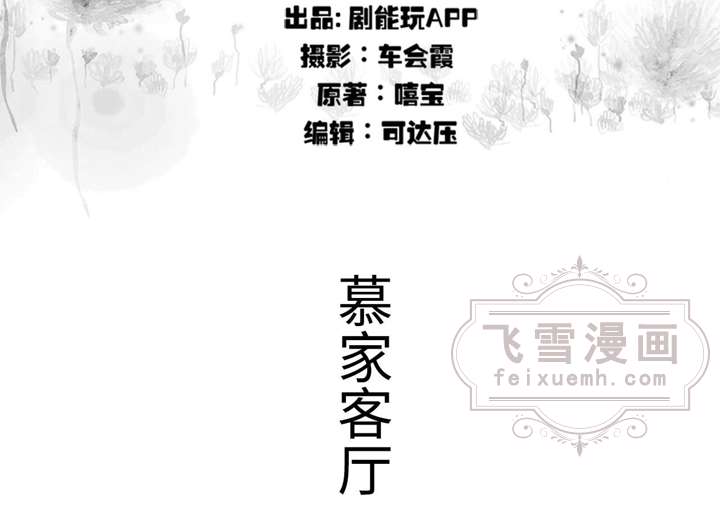 出品: 剧能玩APP
摄影：车会霞
原著：嘻宝
编辑：可达压
慕家客厅
飞雪漫画
feixuemh.com